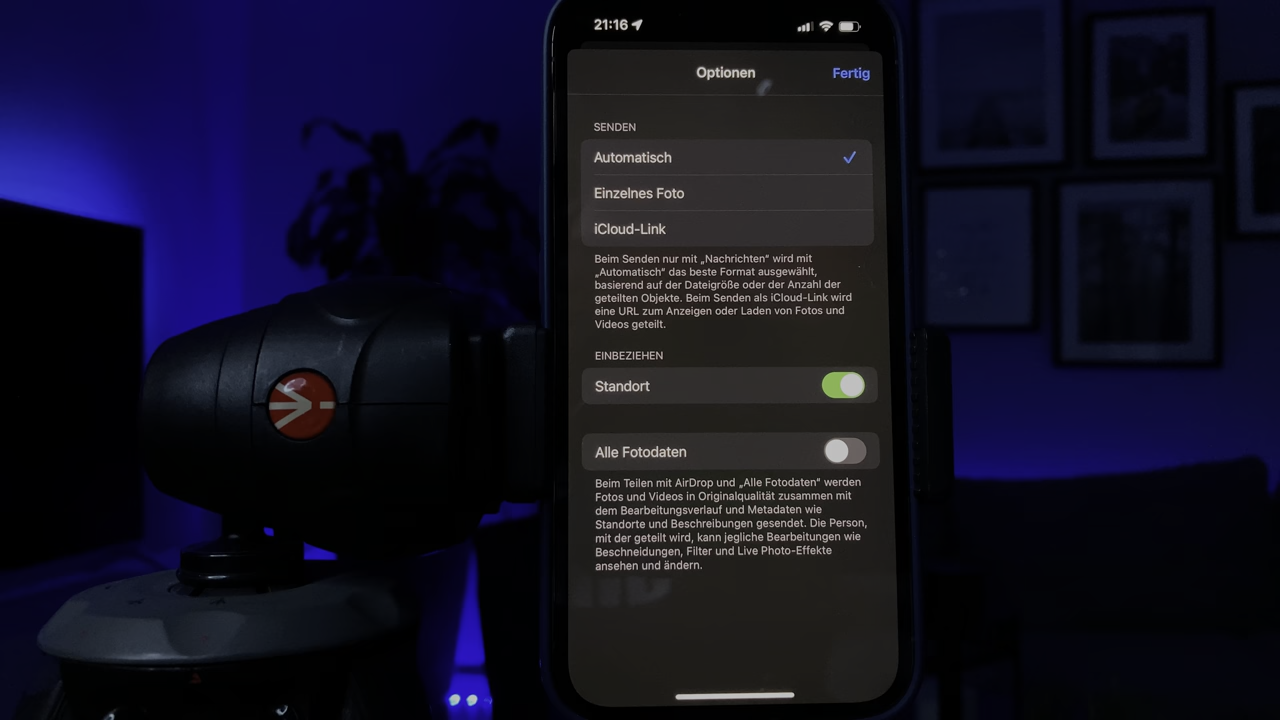 21:16
Optionen
Fertig
SENDEN
Automatisch
Einzelnes Foto
iCloud-Link
Beim Senden nur mit „Nachrichten“ wird mit
„Automatisch“ das beste Format ausgewählt,
basierend auf der Dateigröße oder der Anzahl der
geteilten Objekte. Beim Senden als iCloud-Link wird
eine URL zum Anzeigen oder Laden von Fotos und
Videos geteilt.
EINBEZIEHEN
Standort
Alle Fotodaten
Beim Teilen mit AirDrop und „Alle Fotodaten“ werden
Fotos und Videos in Originalqualität zusammen mit
dem Bearbeitungsverlauf und Metadaten wie
Standorte und Beschreibungen gesendet. Die Person,
mit der geteilt wird, kann jegliche Bearbeitungen wie
Beschneidungen, Filter und Live Photo-Effekte
ansehen und ändern.